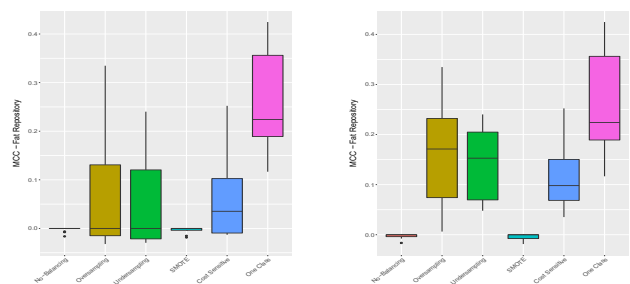 MCC − Fat Repository
0.4
0.3
0.2
0.1
0.0
No−Balancing
Oversampling
Undersampling
SMOTE
Cost Sensitive
One Class
MCC − Fat Repository
0.4
0.3
0.2
0.1
0.0
No−Balancing
Oversampling
Undersampling
SMOTE
Cost Sensitive
One Class